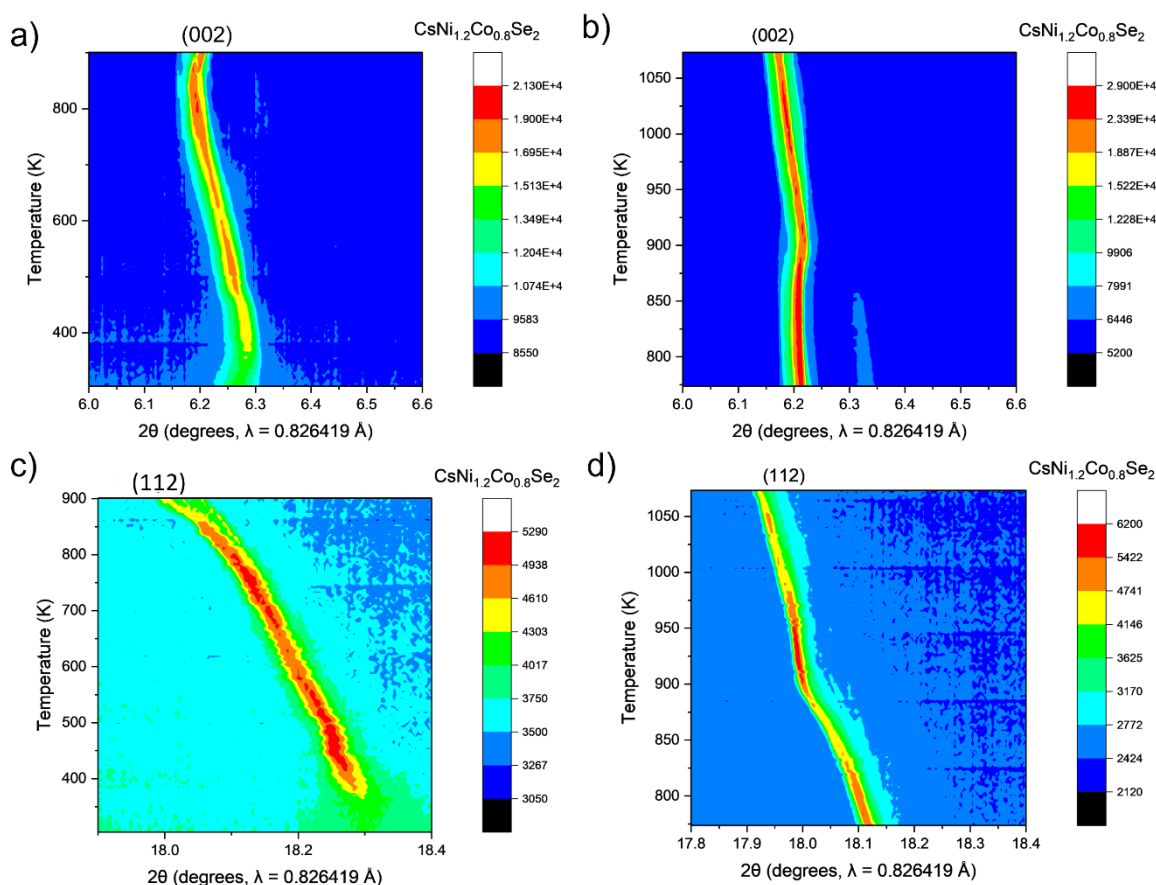 a)
(002)
CsNi1.2Co0.8Se2
2.130E+4
1.900E+4
1.695E+4
1.513E+4
1.349E+4
1.204E+4
1.074E+4
9583
8550
800
600
400
Temperature (K)
6.0 6.1 6.2 6.3 6.4 6.5 6.6
2θ (degrees, λ = 0.826419 Å)
b)
(002)
CsNi1.2Co0.8Se2
2.900E+4
2.339E+4
1.887E+4
1.522E+4
1.228E+4
9906
7991
6446
5200
1050
1000
950
900
850
800
Temperature (K)
6.0 6.1 6.2 6.3 6.4 6.5 6.6
2θ (degrees, λ = 0.826419 Å)
c)
(112)
CsNi1.2Co0.8Se2
5290
4938
4610
4303
4017
3750
3500
3267
3050
900
800
700
600
500
400
Temperature (K)
18.0 18.2 18.4
2θ (degrees, λ = 0.826419 Å)
d)
(112)
CsNi1.2Co0.8Se2
6200
5422
4741
4146
3625
3170
2772
2424
2120
1050
1000
950
900
850
800
Temperature (K)
17.8 17.9 18.0 18.1 18.2 18.3 18.4
2θ (degrees, λ = 0.826419 Å)